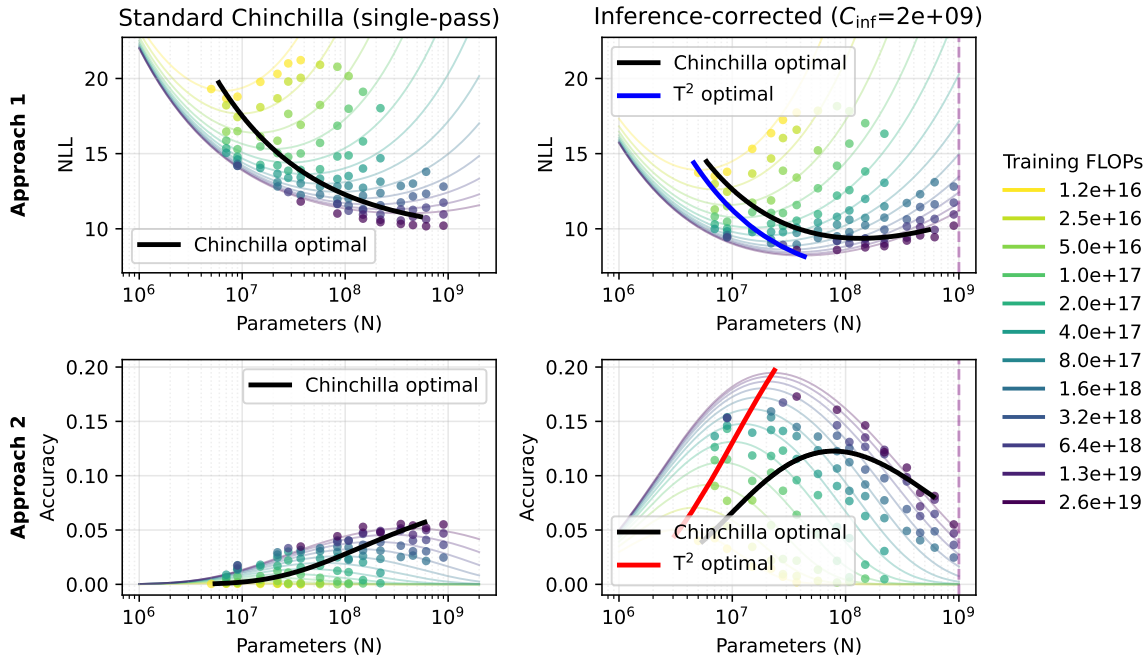 Standard Chinchilla (single-pass)
Inference-corrected (C_inf=2e+09)
Approach 1
NLL
20
15
10
Chinchilla optimal
10^6
10^7
10^8
10^9
Parameters (N)
NLL
20
15
10
Chinchilla optimal
T^2 optimal
10^6
10^7
10^8
10^9
Parameters (N)
Approach 2
Accuracy
0.20
0.15
0.10
0.05
0.00
Chinchilla optimal
10^6
10^7
10^8
10^9
Parameters (N)
Accuracy
0.20
0.15
0.10
0.05
0.00
Chinchilla optimal
T^2 optimal
10^6
10^7
10^8
10^9
Parameters (N)
Training FLOPs
1.2e+16
2.5e+16
5.0e+16
1.0e+17
2.0e+17
4.0e+17
8.0e+17
1.6e+18
3.2e+18
6.4e+18
1.3e+19
2.6e+19